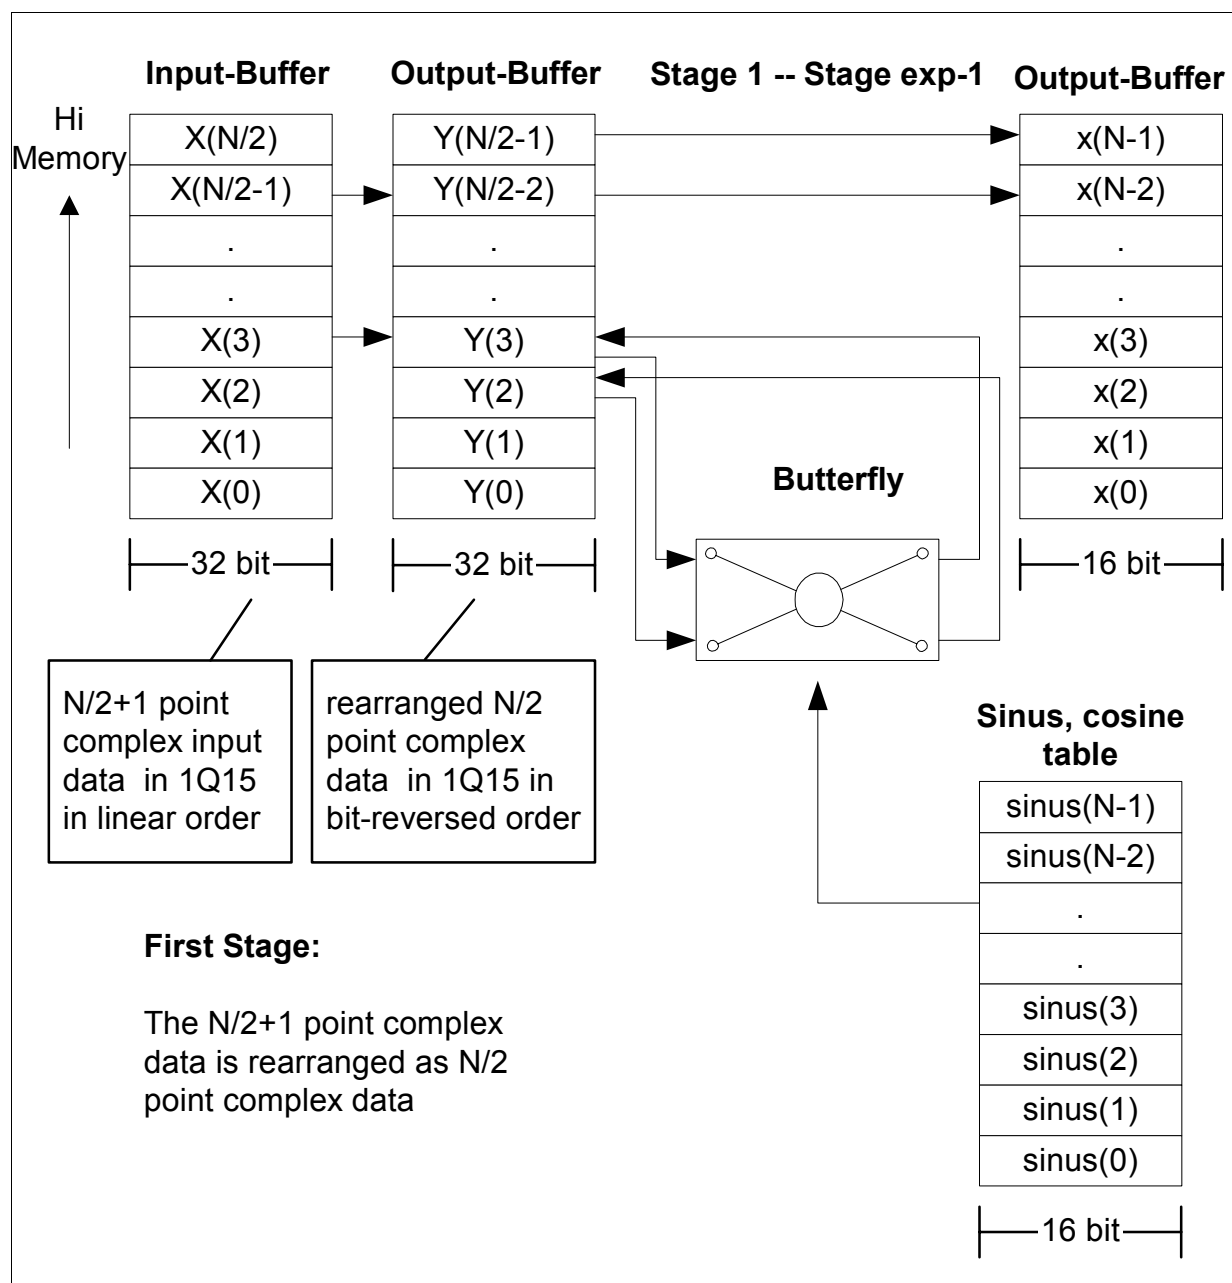 Input-Buffer
Output-Buffer
Stage 1 -- Stage exp-1
Output-Buffer
Hi
Memory
X(N/2)
X(N/2-1)
.
.
X(3)
X(2)
X(1)
X(0)
32 bit
Y(N/2-1)
Y(N/2-2)
.
.
Y(3)
Y(2)
Y(1)
Y(0)
32 bit
x(N-1)
x(N-2)
.
.
x(3)
x(2)
x(1)
x(0)
16 bit
Butterfly
N/2+1 point
complex input
data in 1Q15
in linear order
rearranged N/2
point complex
data in 1Q15 in
bit-reversed order
Sinus, cosine
table
sinus(N-1)
sinus(N-2)
.
.
sinus(3)
sinus(2)
sinus(1)
sinus(0)
16 bit
First Stage:
The N/2+1 point complex
data is rearranged as N/2
point complex data